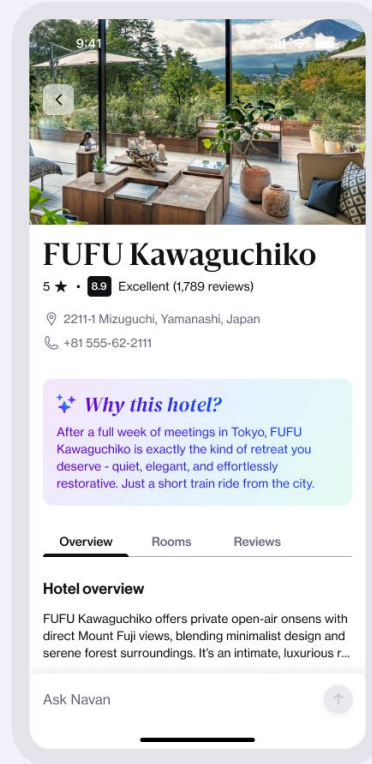 9:41
FUFU Kawaguchiko
5 ★ • 8.9 Excellent (1,789 reviews)
2211-1 Mizuguchi, Yamanashi, Japan
+81 555-62-2111
Why this hotel?
After a full week of meetings in Tokyo, FUFU
Kawaguchiko is exactly the kind of retreat you
deserve - quiet, elegant, and effortlessly
restorative. Just a short train ride from the city.
Overview Rooms Reviews
Hotel overview
FUFU Kawaguchiko offers private open-air onsens with
direct Mount Fuji views, blending minimalist design and
serene forest surroundings. It's an intimate, luxurious r...
Ask Navan